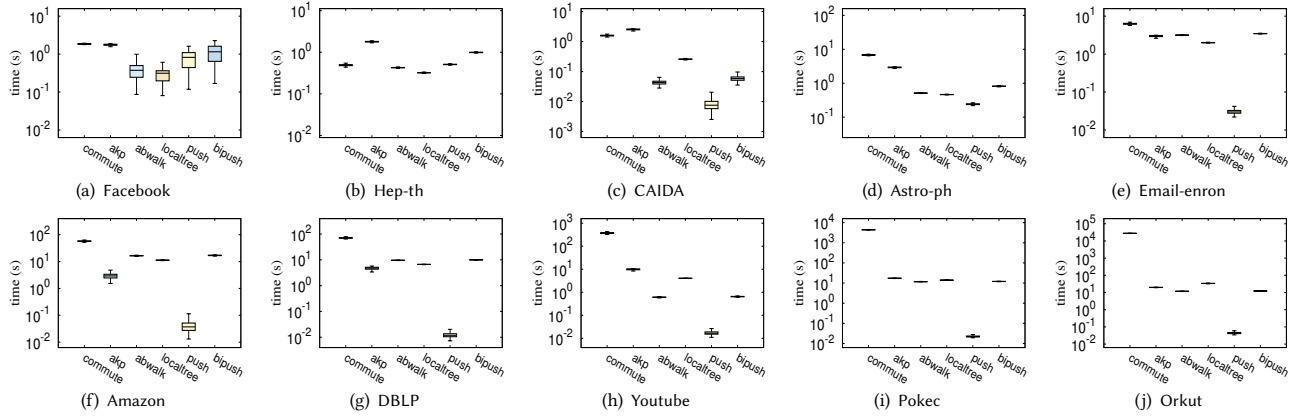 time (s)
10^1
10^0
10^-1
10^-2
commute akp abwalk localtree push bipush
(a) Facebook
time (s)
10^1
10^0
10^-1
10^-2
commute akp abwalk localtree push bipush
(b) Hep-th
time (s)
10^1
10^0
10^-1
10^-2
10^-3
commute akp abwalk localtree push bipush
(c) CAIDA
time (s)
10^2
10^1
10^0
10^-1
commute akp abwalk localtree push bipush
(d) Astro-ph
time (s)
10^1
10^0
10^-1
10^-2
commute akp abwalk localtree push bipush
(e) Email-enron
time (s)
10^2
10^1
10^0
10^-1
10^-2
commute akp abwalk localtree push bipush
(f) Amazon
time (s)
10^2
10^1
10^0
10^-1
10^-2
commute akp abwalk localtree push bipush
(g) DBLP
time (s)
10^3
10^2
10^1
10^0
10^-1
10^-2
commute akp abwalk localtree push bipush
(h) Youtube
time (s)
10^4
10^3
10^2
10^1
10^0
10^-1
10^-2
commute akp abwalk localtree push bipush
(i) Pokec
time (s)
10^5
10^4
10^3
10^2
10^1
10^0
10^-1
10^-2
commute akp abwalk localtree push bipush
(j) Orkut